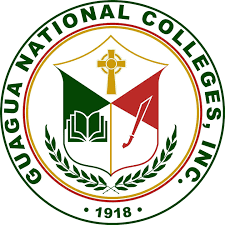 GUAGUA NATIONAL COLLEGES, INC.
• 1918 •